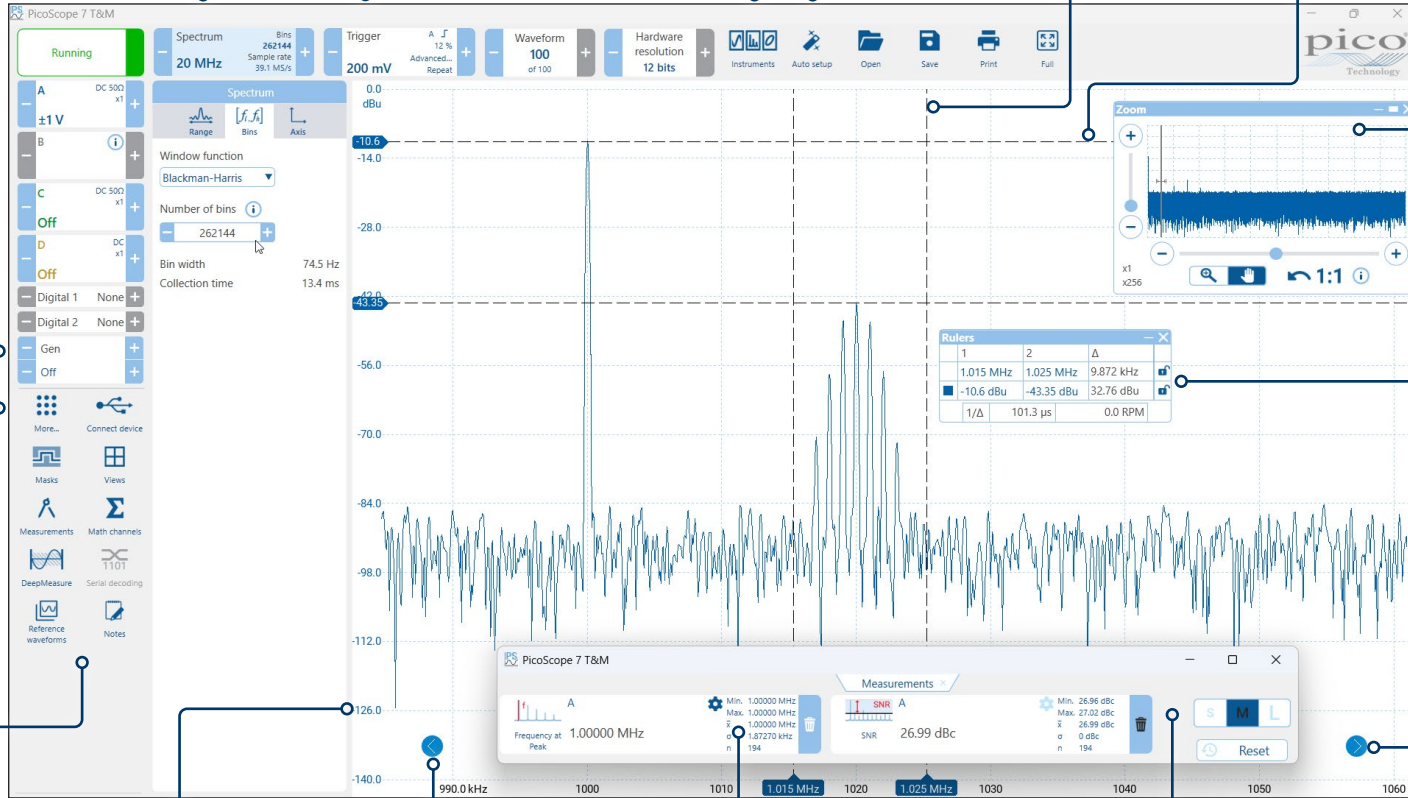 PicoScope 7 T&M
Running
Spectrum
20 MHz
Bins
262144
Sample rate
39.1 MS/s
Trigger
200 mV
A
12 %
Advanced...
Repeat
Waveform
100
of 100
Hardware
resolution
12 bits
Instruments
Auto setup
Open
Save
Print
Full
pico
Technology
A
DC 50Ω
x1
±1 V
B
i
C
DC 50Ω
x1
Off
D
DC
x1
Off
Digital 1 None
Digital 2 None
Gen
Off
More...
Connect device
Masks
Views
Measurements
Math channels
DeepMeasure
1101
Serial decoding
Reference
waveforms
Notes
Spectrum
Range
Bins
Axis
Window function
Blackman-Harris
Number of bins i
262144
Bin width 74.5 Hz
Collection time 13.4 ms
0.0
dBu
-10.6
-14.0
-28.0
-43.35
-56.0
-70.0
-84.0
-98.0
-112.0
-126.0
-140.0
990.0 kHz
1000
1010
1.015 MHz
1020
1.025 MHz
1030
1040
1050
1060
Zoom
x1
x256
1:1
i
Rulers
1 2 Δ
1.015 MHz 1.025 MHz 9.872 kHz
-10.6 dBu -43.35 dBu 32.76 dBu
1/Δ 101.3 µs 0.0 RPM
PicoScope 7 T&M
Measurements
f
A
Frequency at
Peak
1.00000 MHz
Min. 1.00000 MHz
Max. 1.00000 MHz
x̄ 1.00000 MHz
σ 1.87270 kHz
n 194
SNR
A
SNR
26.99 dBc
Min. 26.96 dBc
Max. 27.02 dBc
x̄ 26.99 dBc
σ 0 dBc
n 194
S M L
Reset